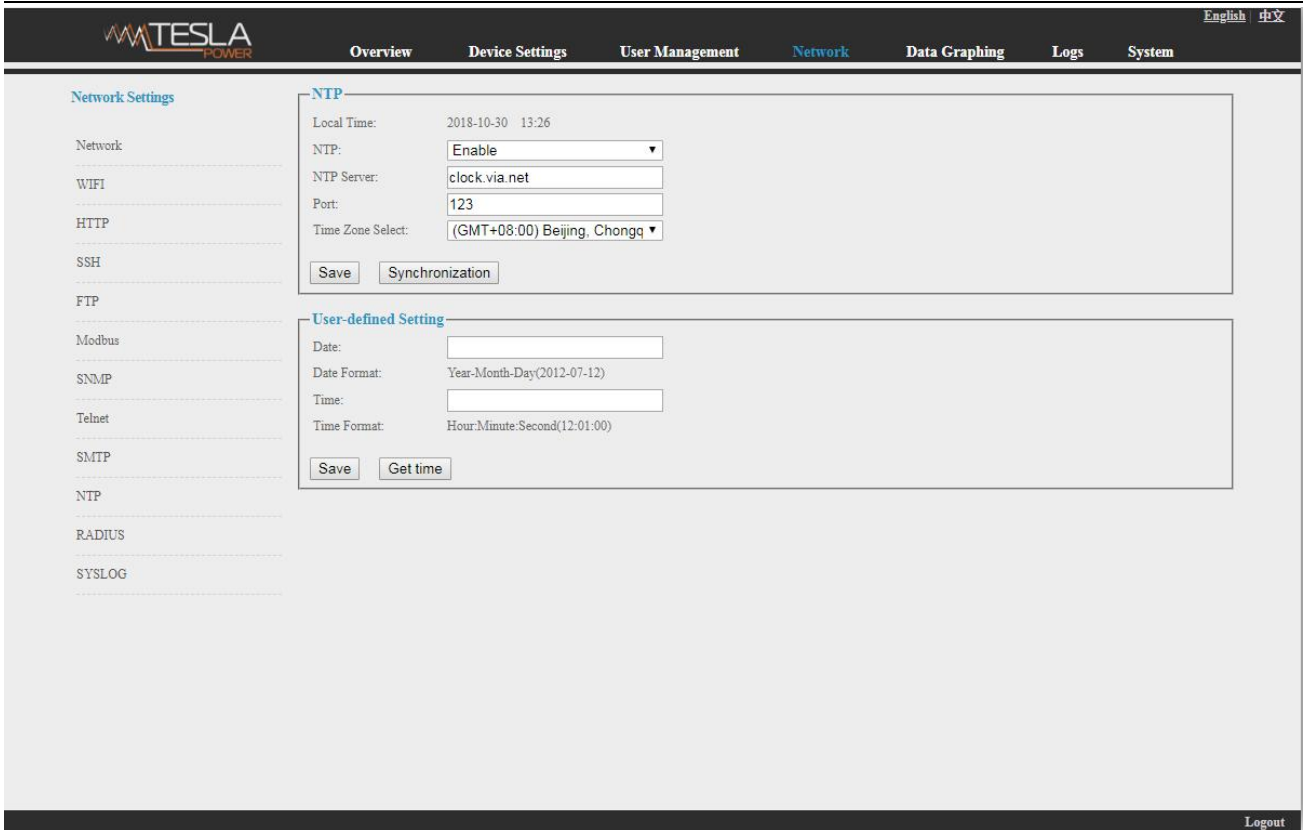 English | 中文
TESLA
POWER
Overview Device Settings User Management Network Data Graphing Logs System
Network Settings
Network
WIFI
HTTP
SSH
FTP
Modbus
SNMP
Telnet
SMTP
NTP
RADIUS
SYSLOG
NTP
Local Time: 2018-10-30 13:26
NTP: Enable
NTP Server: clock.via.net
Port: 123
Time Zone Select: (GMT+08:00) Beijing, Chongq
Save Synchronization
User-defined Setting
Date:
Date Format: Year-Month-Day(2012-07-12)
Time:
Time Format: Hour:Minute:Second(12:01:00)
Save Get time
Logout